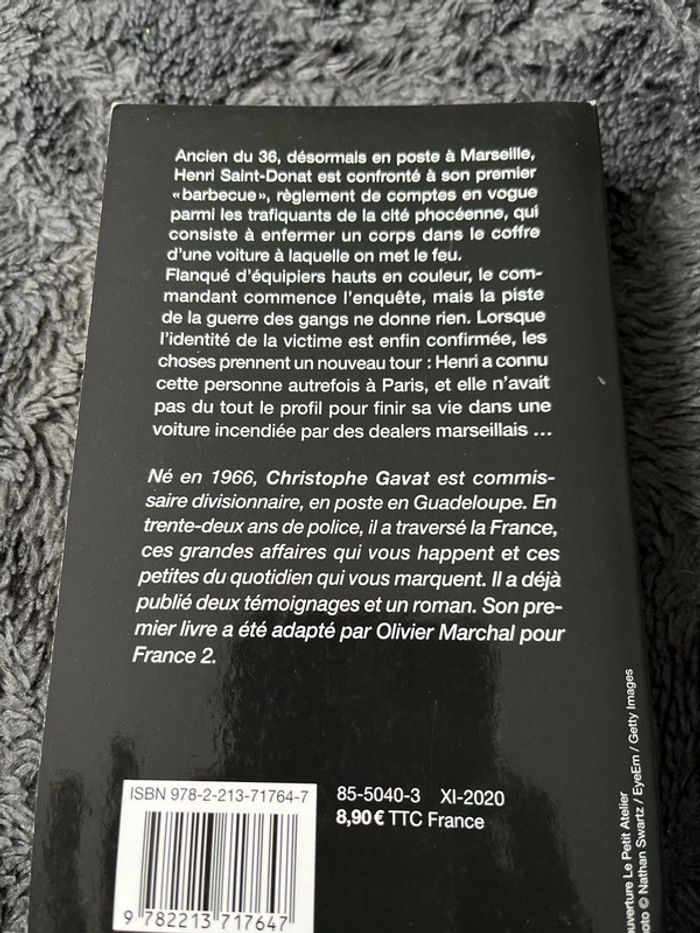 Ancien du 36, désormais en poste à Marseille,
Henri Saint-Donat est confronté à son premier
«barbecue», règlement de comptes en vogue
parmi les trafiquants de la cité phocéenne, qui
consiste à enfermer un corps dans le coffre
d'une voiture à laquelle on met le feu.
Flanqué d'équipiers hauts en couleur, le com-
mandant commence l'enquête, mais la piste
de la guerre des gangs ne donne rien. Lorsque
l'identité de la victime est enfin confirmée, les
choses prennent un nouveau tour : Henri a connu
cette personne autrefois à Paris, et elle n'avait
pas du tout le profil pour finir sa vie dans une
voiture incendiée par des dealers marseillais ...
Né en 1966, Christophe Gavat est commis-
saire divisionnaire, en poste en Guadeloupe. En
trente-deux ans de police, il a traversé la France,
ces grandes affaires qui vous happent et ces
petites du quotidien qui vous marquent. Il a déjà
publié deux témoignages et un roman. Son pre-
mier livre a été adapté par Olivier Marchal pour
France 2.
ISBN 978-2-213-71764-7
85-5040-3 XI-2020
8,90 € TTC France
9 782213 717647
Le Petit Atelier
© Nathan Swartz / EyeEm / Getty Images